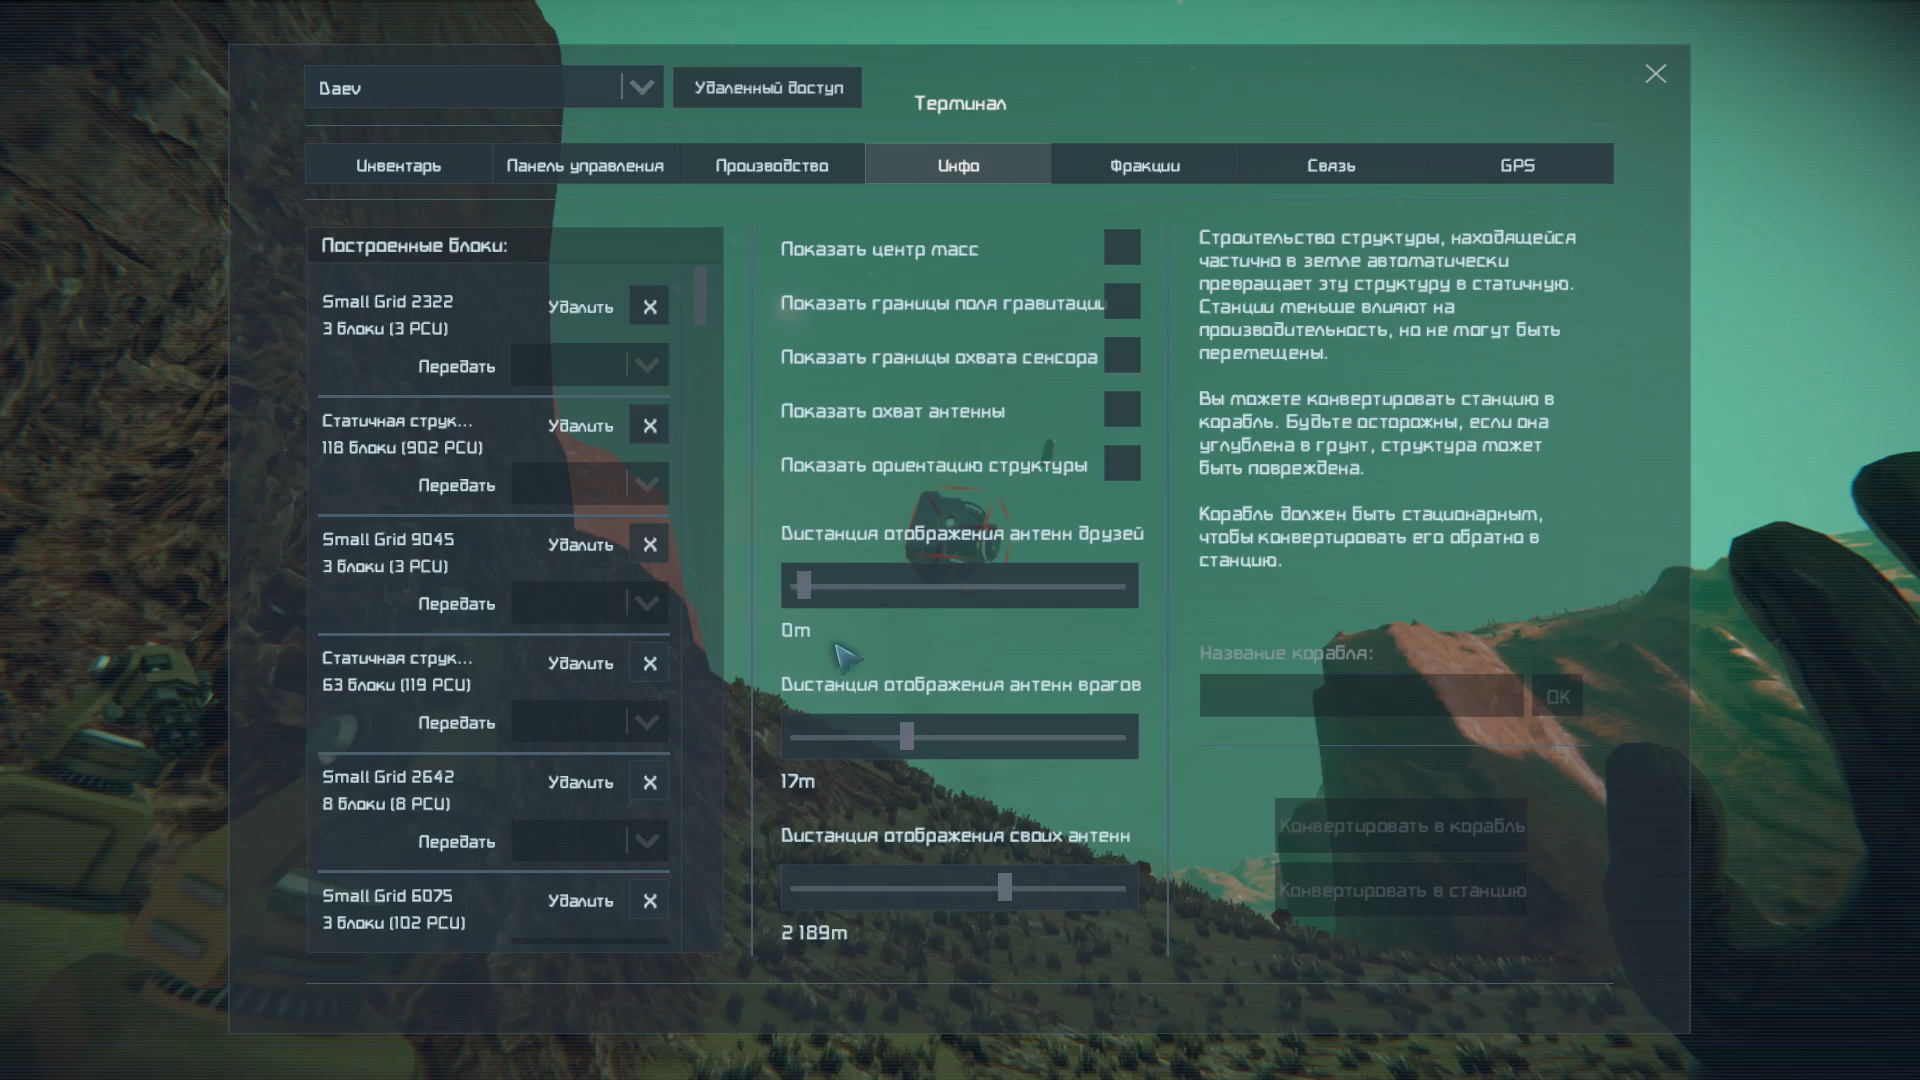 Daev
Удаленный доступ
Терминал
Инвентарь
Панель управления
Производство
Инфо
Фракции
Связь
GPS
Построенные блоки:
Small Grid 2322
3 блоки (3 PCU)
Удалить
Передать
Статичная струк...
118 блоки (902 PCU)
Удалить
Передать
Small Grid 9045
3 блоки (3 PCU)
Удалить
Передать
Статичная струк...
63 блоки (119 PCU)
Удалить
Передать
Small Grid 2642
8 блоки (8 PCU)
Удалить
Передать
Small Grid 6075
3 блоки (102 PCU)
Удалить
Показать центр масс
Показать границы поля гравитации
Показать границы охвата сенсора
Показать охват антенны
Показать ориентацию структуры
Дистанция отображения антенн друзей
0m
Дистанция отображения антенн врагов
17m
Дистанция отображения своих антенн
2 189m
Строительство структуры, находящейся
частично в земле автоматически
превращает эту структуру в статичную.
Станции меньше влияют на
производительность, но не могут быть
перемещены.
Вы можете конвертировать станцию в
корабль. Будьте осторожны, если она
углублена в грунт, структура может
быть повреждена.
Корабль должен быть стационарным,
чтобы конвертировать его обратно в
станцию.
Название корабля:
OK
Конвертировать в корабль
Конвертировать в станцию